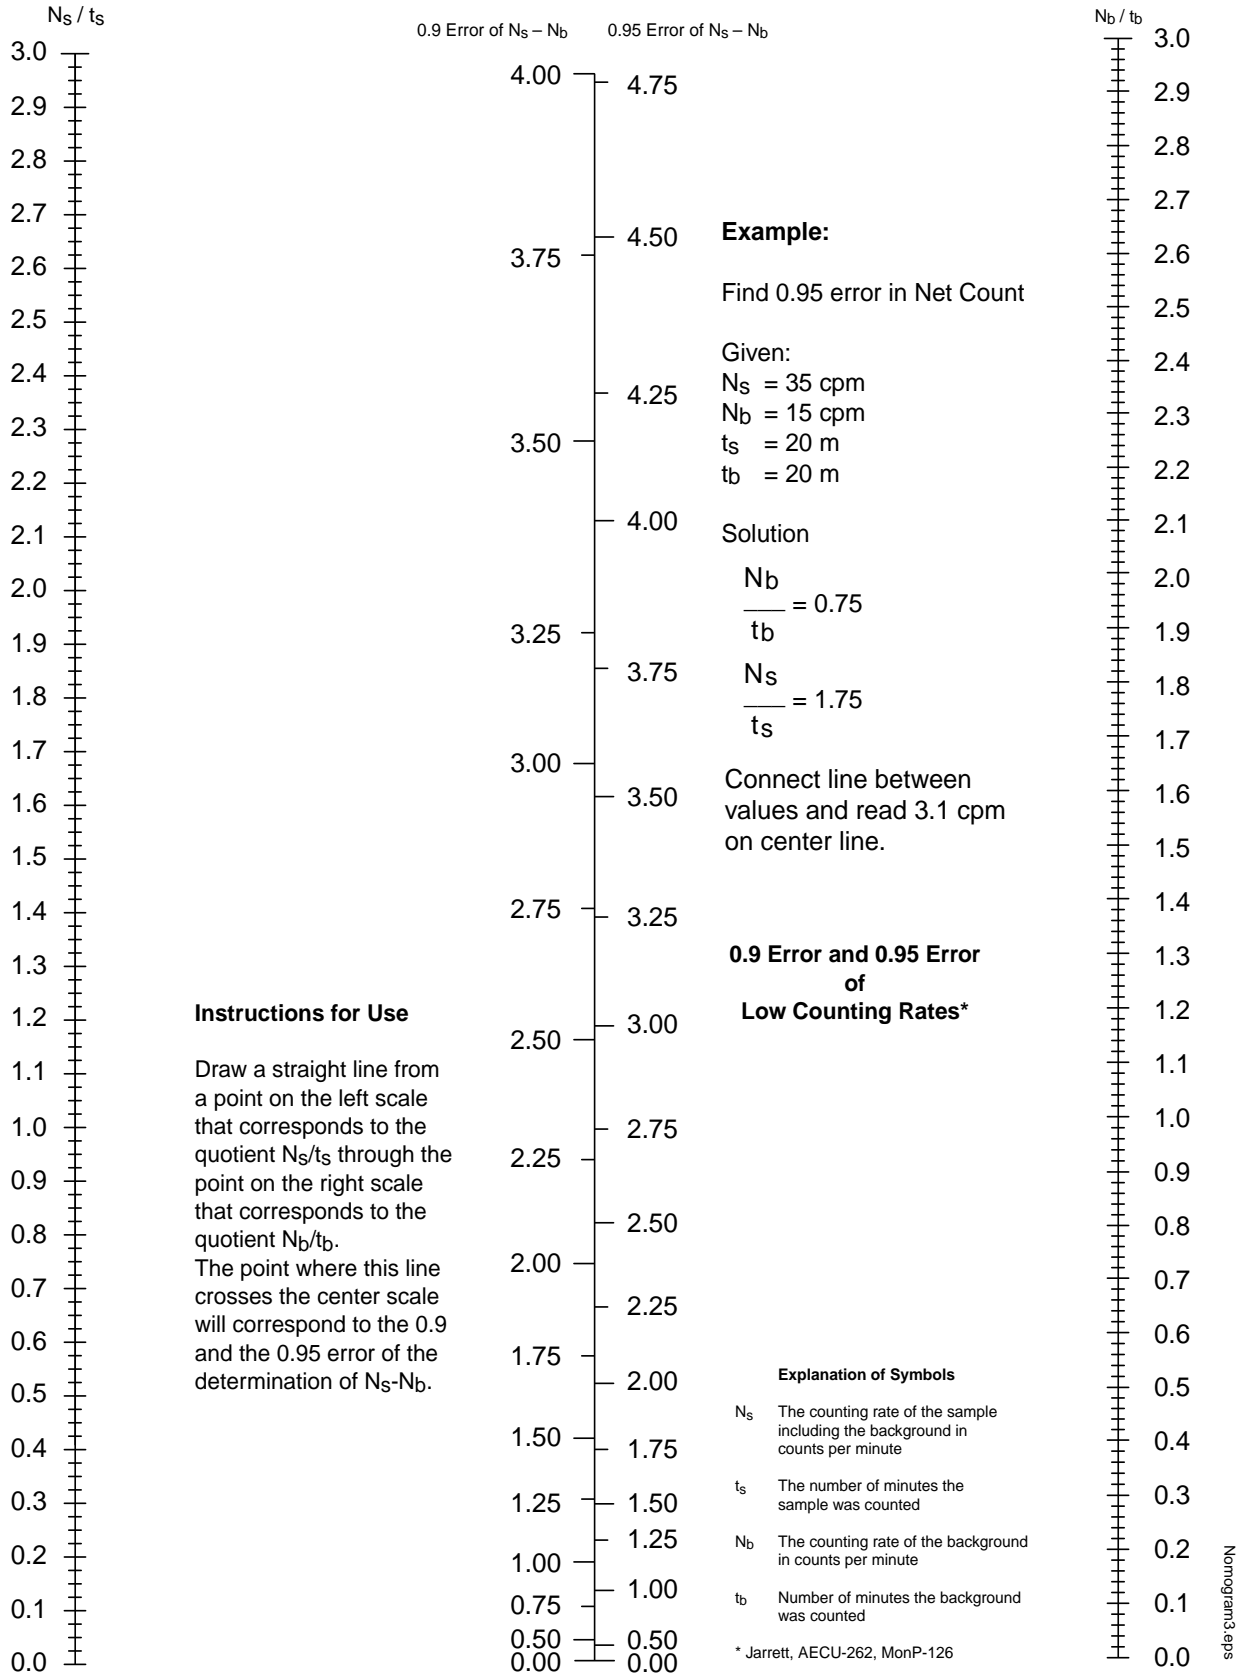 Ns / ts
0.9 Error of Ns – Nb
0.95 Error of Ns – Nb
Nb / tb
3.0
2.9
2.8
2.7
2.6
2.5
2.4
2.3
2.2
2.1
2.0
1.9
1.8
1.7
1.6
1.5
1.4
1.3
1.2
1.1
1.0
0.9
0.8
0.7
0.6
0.5
0.4
0.3
0.2
0.1
0.0
Instructions for Use
Draw a straight line from
a point on the left scale
that corresponds to the
quotient Ns/ts through the
point on the right scale
that corresponds to the
quotient Nb/tb.
The point where this line
crosses the center scale
will correspond to the 0.9
and the 0.95 error of the
determination of Ns-Nb.
4.00
3.75
3.50
3.25
3.00
2.75
2.50
2.25
2.00
1.75
1.50
1.25
1.00
0.75
0.50
0.00
4.75
4.50
4.25
4.00
3.75
3.50
3.25
3.00
2.75
2.50
2.25
2.00
1.75
1.50
1.25
1.00
0.50
0.00
Example:
Find 0.95 error in Net Count
Given:
Ns = 35 cpm
Nb = 15 cpm
ts = 20 m
tb = 20 m
Solution
Nb
___ = 0.75
tb
Ns
___ = 1.75
ts
Connect line between
values and read 3.1 cpm
on center line.
0.9 Error and 0.95 Error
of
Low Counting Rates*
Explanation of Symbols
Ns The counting rate of the sample
including the background in
counts per minute
ts The number of minutes the
sample was counted
Nb The counting rate of the background
in counts per minute
tb Number of minutes the background
was counted
* Jarrett, AECU-262, MonP-126
3.0
2.9
2.8
2.7
2.6
2.5
2.4
2.3
2.2
2.1
2.0
1.9
1.8
1.7
1.6
1.5
1.4
1.3
1.2
1.1
1.0
0.9
0.8
0.7
0.6
0.5
0.4
0.3
0.2
0.1
0.0
Nomogram3.eps